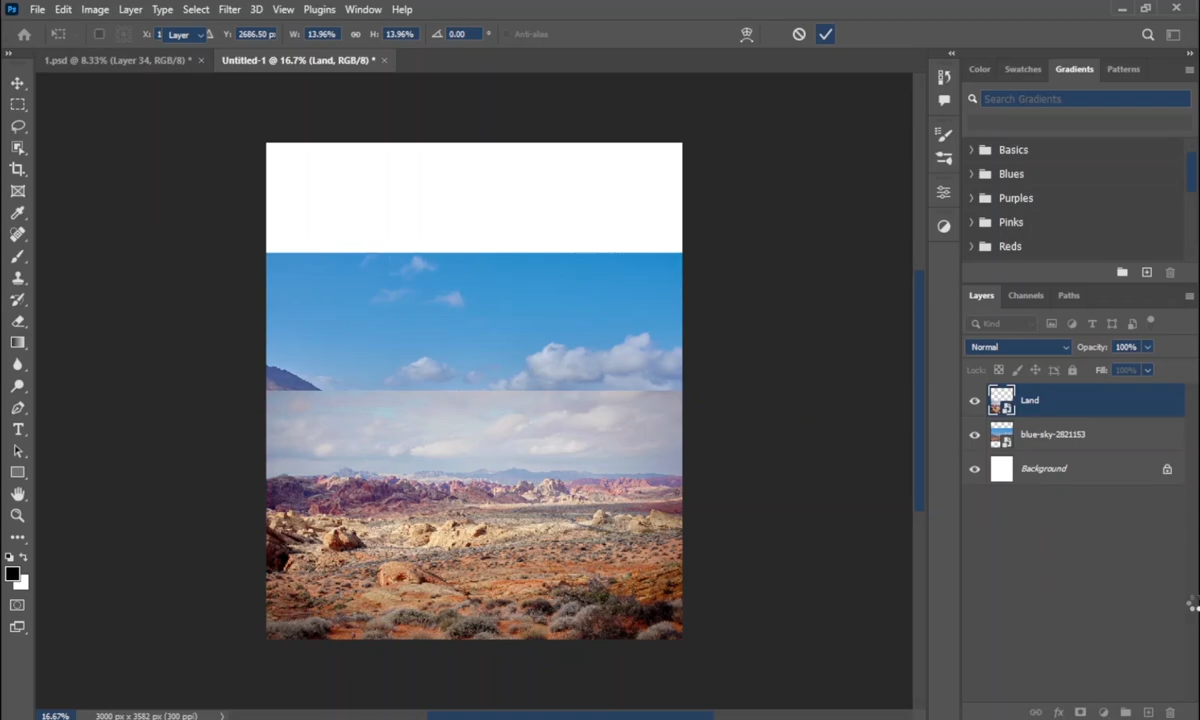 Ps File Edit Image Layer Type Select Filter 3D View Plugins Window Help
X: 1 Layer Y: 2686.50 p W: 13.96% H: 13.96% 0.00 ° Anti-alias
1.psd @ 8.33% (Layer 34, RGB/8) * × Untitled-1 @ 16.7% (Land, RGB/8) * ×
Color Swatches Gradients Patterns
Search Gradients
Basics
Blues
Purples
Pinks
Reds
Layers Channels Paths
Kind
Normal Opacity: 100%
Lock: Fill: 100%
Land
blue-sky-2821153
Background
16.67% 3000 px x 3582 px (300 ppi)